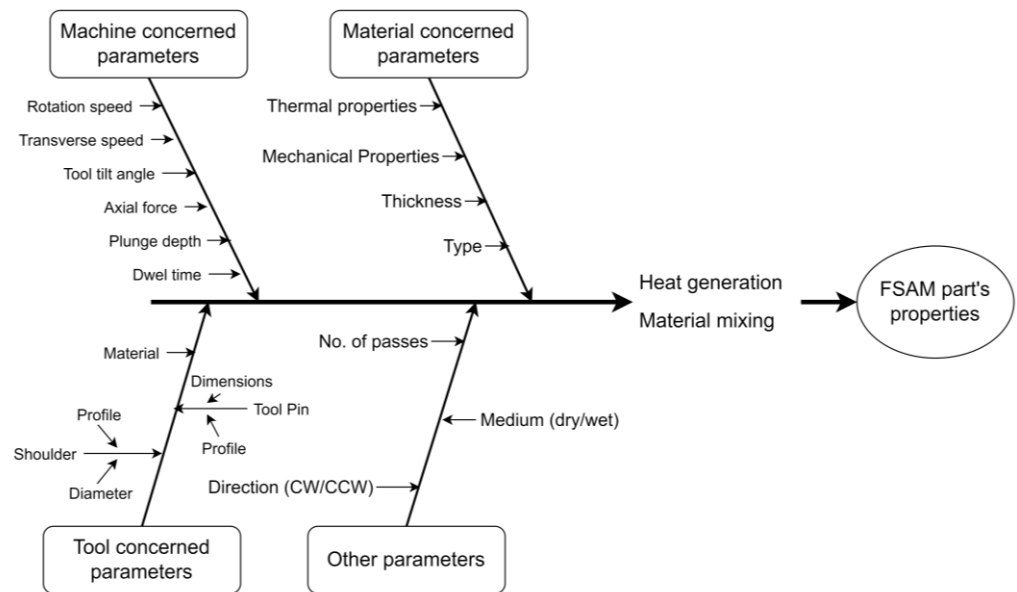 Machine concerned
parameters
Material concerned
parameters
Rotation speed
Transverse speed
Tool tilt angle
Axial force
Plunge depth
Dwel time
Thermal properties
Mechanical Properties
Thickness
Type
Heat generation
Material mixing
FSAM part's
properties
Material
Dimensions
Tool Pin
Profile
Profile
Shoulder
Diameter
No. of passes
Medium (dry/wet)
Direction (CW/CCW)
Tool concerned
parameters
Other parameters